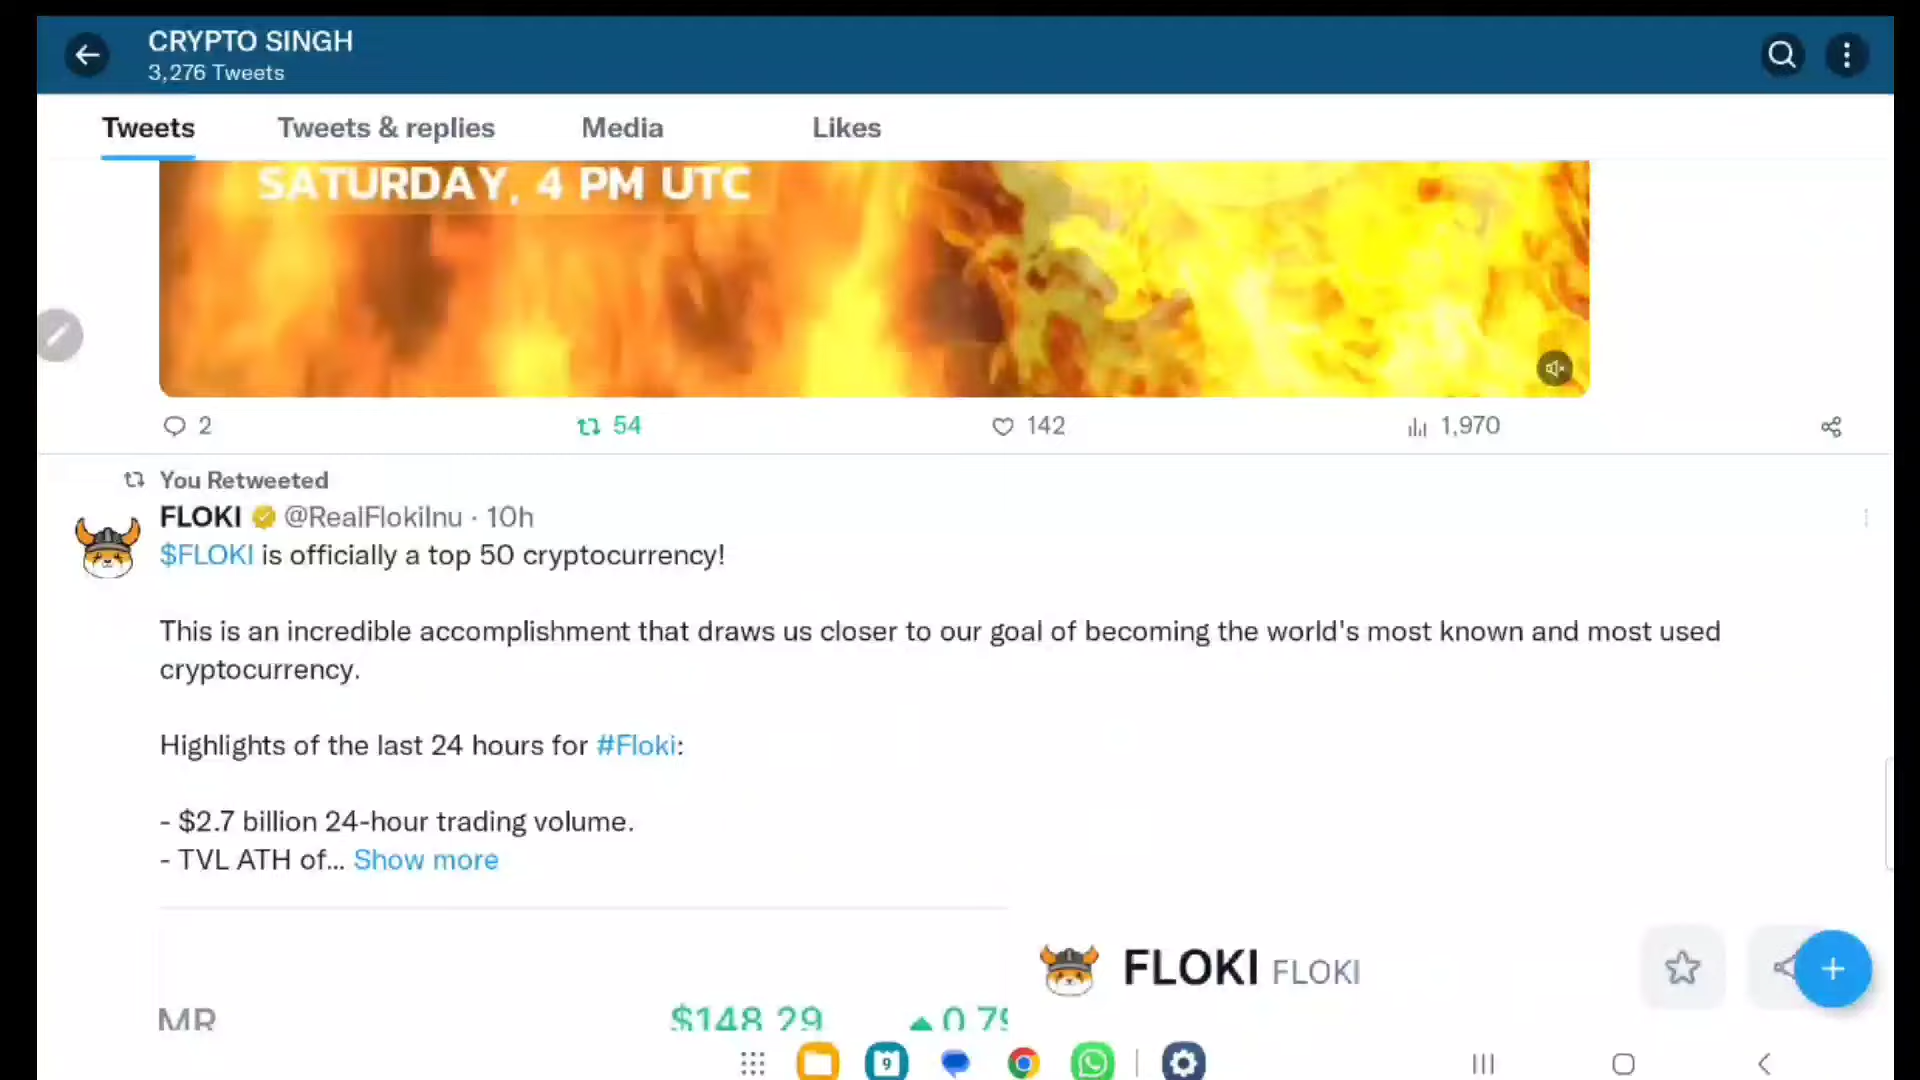 CRYPTO SINGH
3,276 Tweets
Tweets Tweets & replies Media Likes
SATURDAY, 4 PM UTC
2 54 142 1,970
You Retweeted
FLOKI @RealFlokiInu · 10h
$FLOKI is officially a top 50 cryptocurrency!
This is an incredible accomplishment that draws us closer to our goal of becoming the world's most known and most used
cryptocurrency.
Highlights of the last 24 hours for #Floki:
- $2.7 billion 24-hour trading volume.
- TVL ATH of... Show more
FLOKI FLOKI
MR $148.29 0.79
9